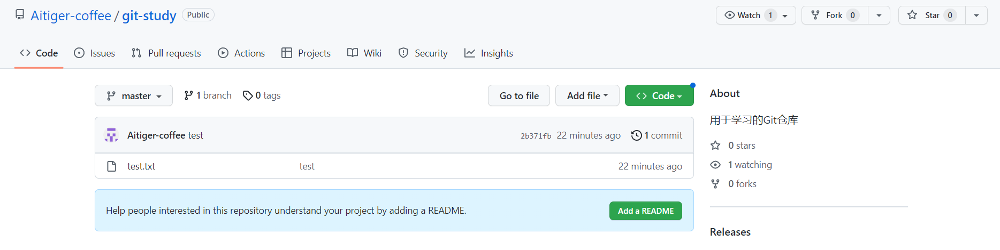 Aitiger-coffee / git-study Public Watch 1 Fork 0 Star 0
Code Issues Pull requests Actions Projects Wiki Security Insights
master 1 branch 0 tags Go to file Add file Code
Aitiger-coffee test 2b371fb 22 minutes ago 1 commit
test.txt test 22 minutes ago
Help people interested in this repository understand your project by adding a README. Add a README
About
用于学习的Git仓库
0 stars
1 watching
0 forks
Releases